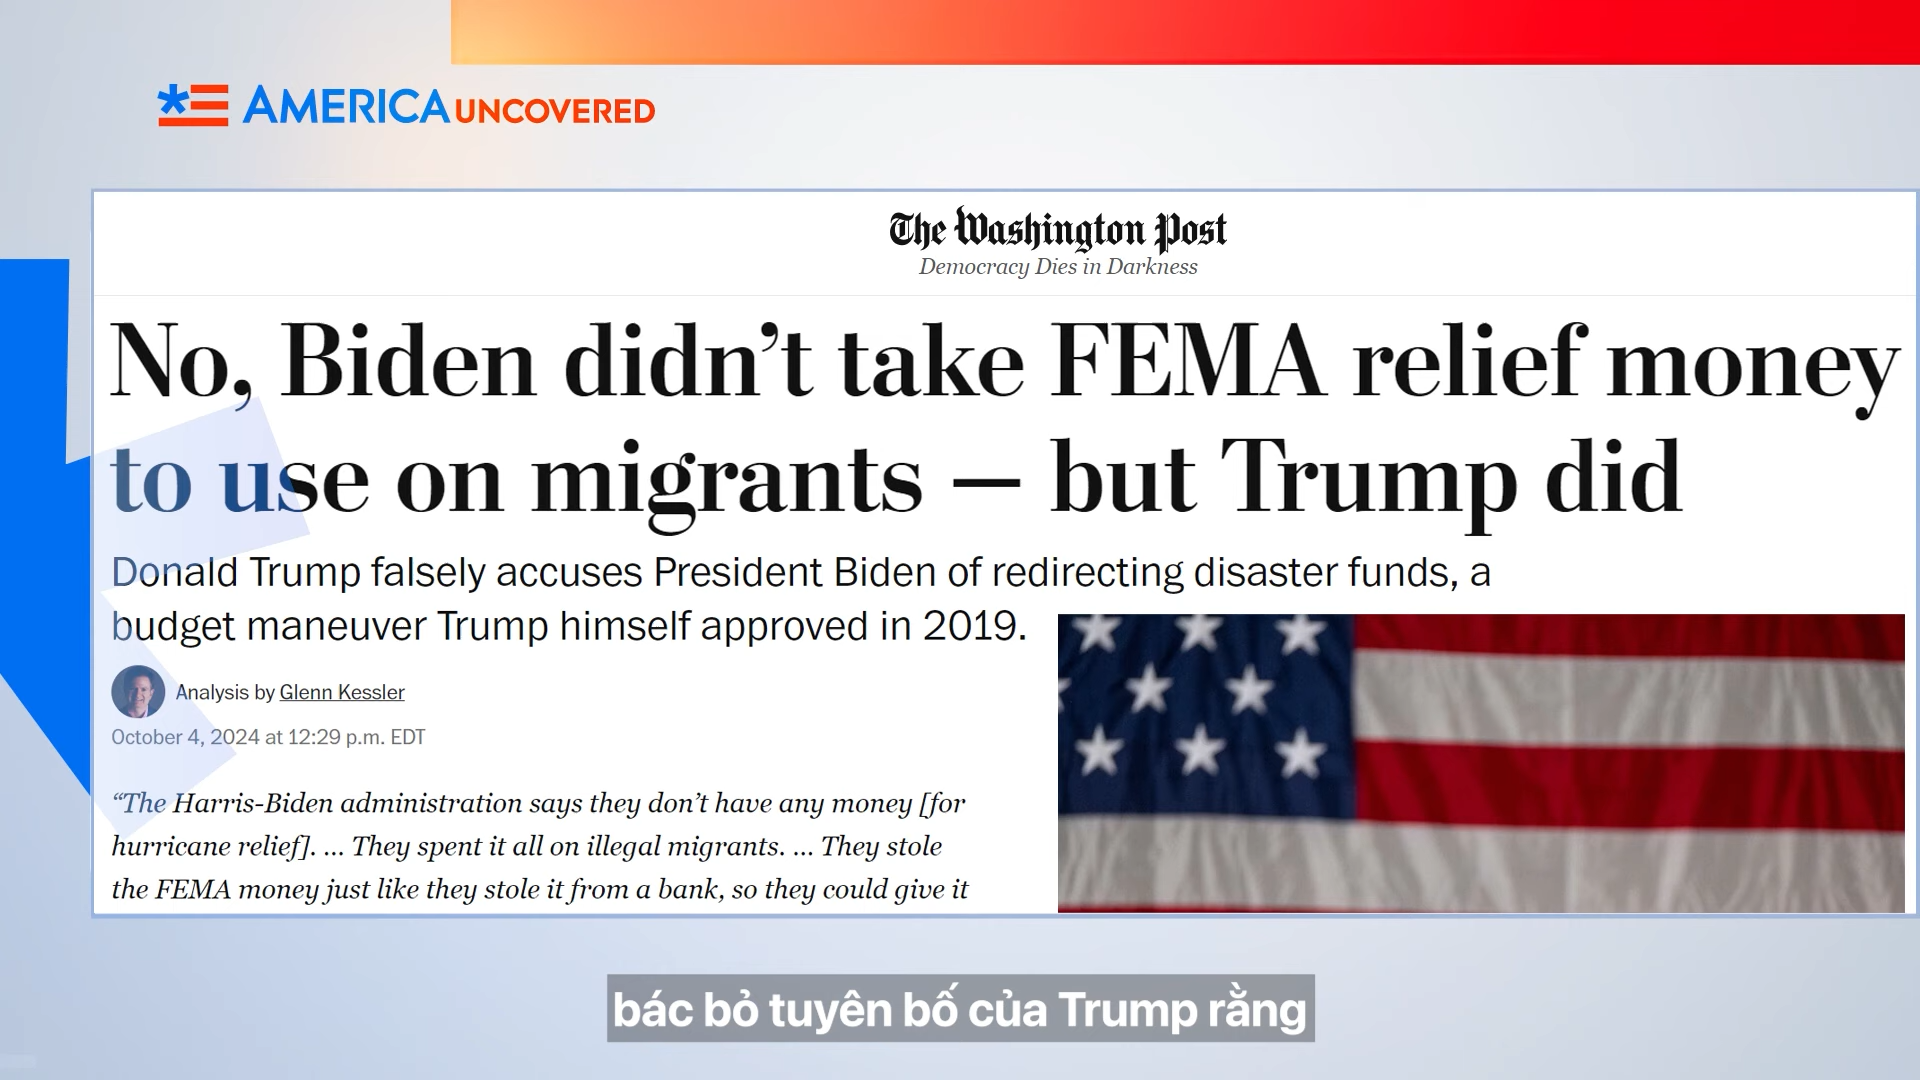 AMERICA UNCOVERED
The Washington Post
Democracy Dies in Darkness
No, Biden didn’t take FEMA relief money
to use on migrants — but Trump did
Donald Trump falsely accuses President Biden of redirecting disaster funds, a
budget maneuver Trump himself approved in 2019.
Analysis by Glenn Kessler
October 4, 2024 at 12:29 p.m. EDT
“The Harris-Biden administration says they don’t have any money [for
hurricane relief]. … They spent it all on illegal migrants. … They stole
the FEMA money just like they stole it from a bank, so they could give it
bác bỏ tuyên bố của Trump rằng